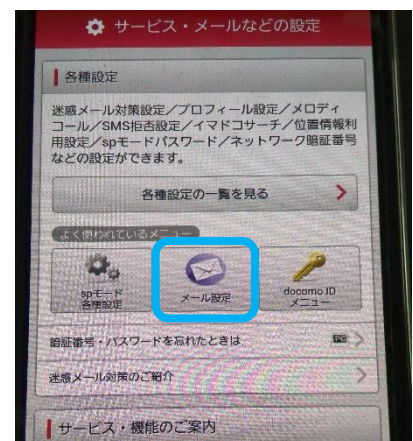 サービス・メールなどの設定
各種設定
迷惑メール対策設定／プロフィール設定／メロディ
コール／SMS拒否設定／イマドコサーチ／位置情報利
用設定／spモードパスワード／ネットワーク暗証番号
などの設定ができます。
各種設定の一覧を見る
よく使われているメニュー
spモード
各種設定
メール設定
docomo ID
メニュー
暗証番号・パスワードを忘れたときは
PC
迷惑メール対策のご紹介
サービス・機能のご案内